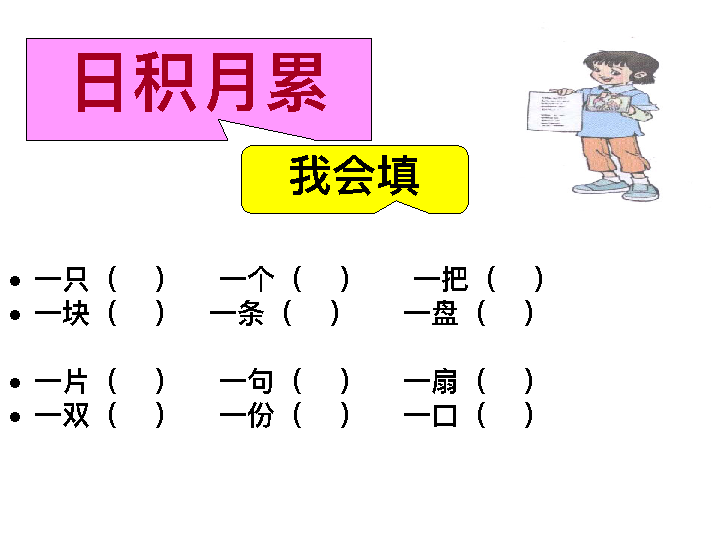 日积月累
我会填
• 一只（ ） 一个（ ） 一把（ ）
• 一块（ ） 一条（ ） 一盘（ ）
• 一片（ ） 一句（ ） 一扇（ ）
• 一双（ ） 一份（ ） 一口（ ）